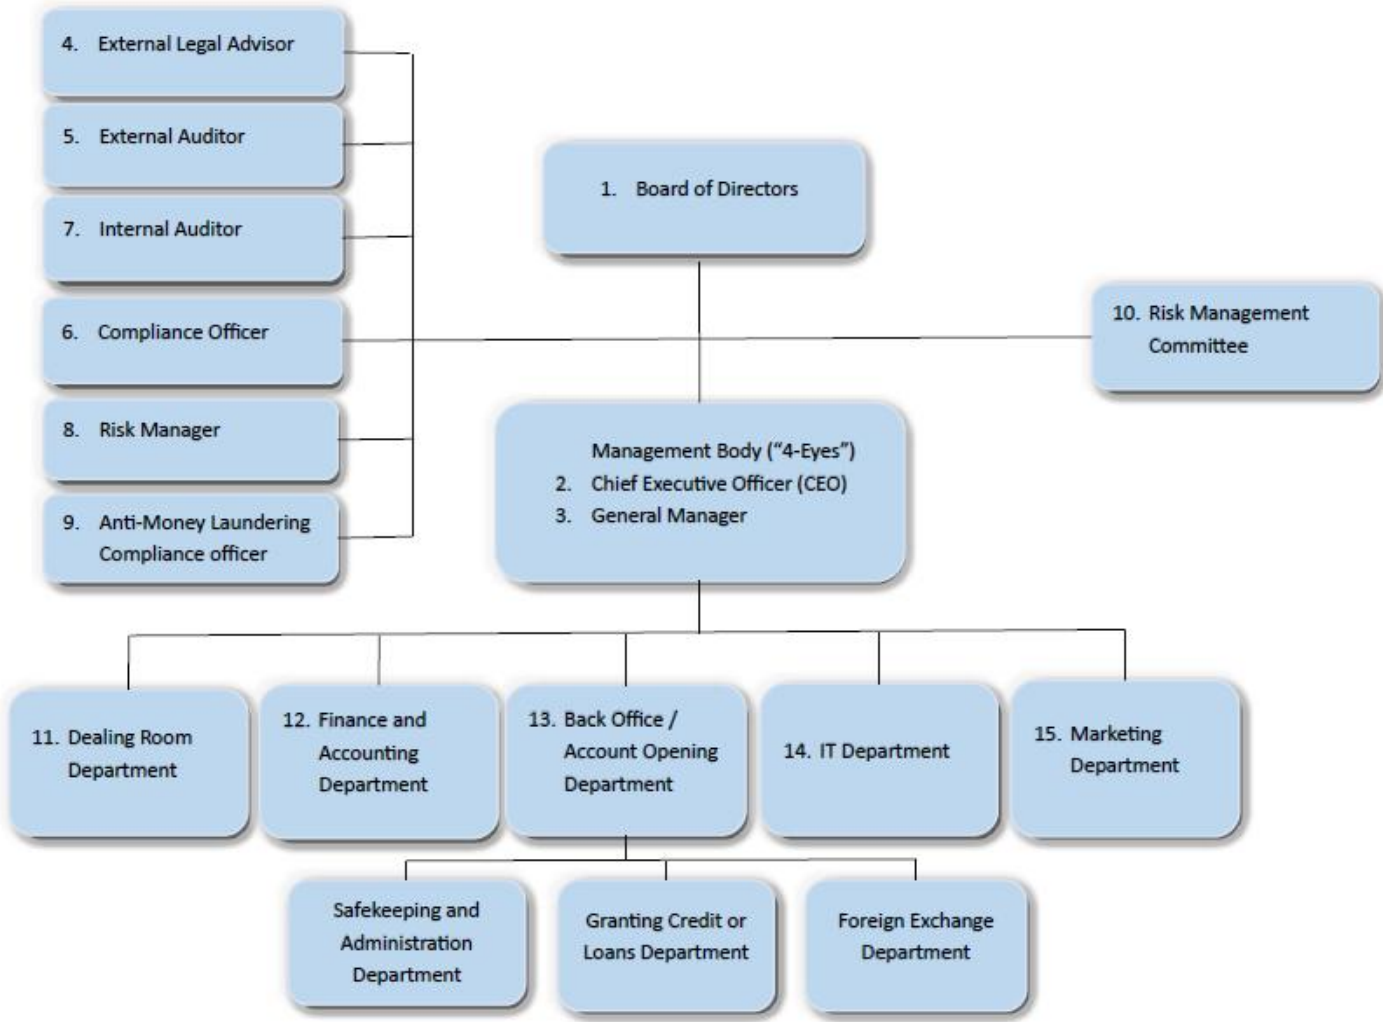 4. External Legal Advisor
5. External Auditor
7. Internal Auditor
6. Compliance Officer
8. Risk Manager
9. Anti-Money Laundering
Compliance officer
1. Board of Directors
10. Risk Management
Committee
Management Body (“4-Eyes”)
2. Chief Executive Officer (CEO)
3. General Manager
11. Dealing Room
Department
12. Finance and
Accounting
Department
13. Back Office /
Account Opening
Department
14. IT Department
15. Marketing
Department
Safekeeping and
Administration
Department
Granting Credit or
Loans Department
Foreign Exchange
Department